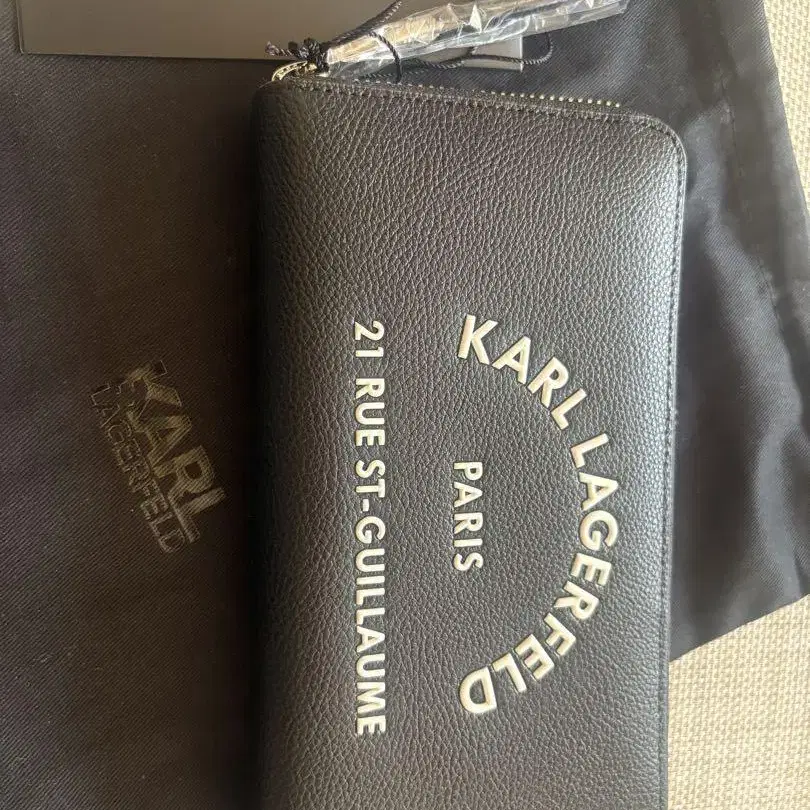 KARL LAGERFELD
PARIS
21 RUE ST-GUILLAUME
KARL
LAGERFELD